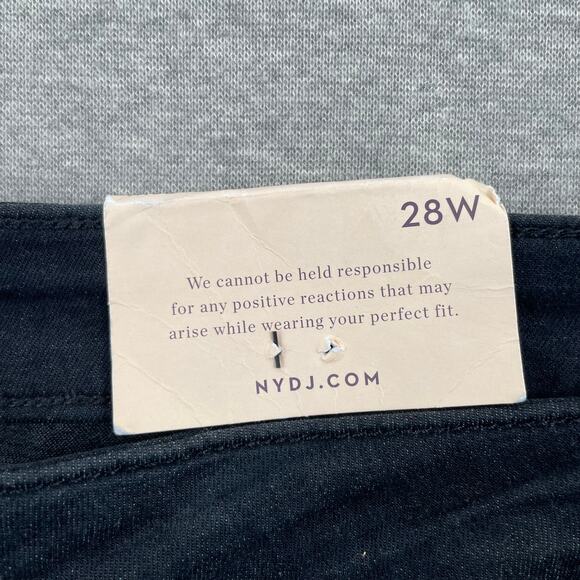 28W
We cannot be held responsible
for any positive reactions that may
arise while wearing your perfect fit.
NYDJ.COM